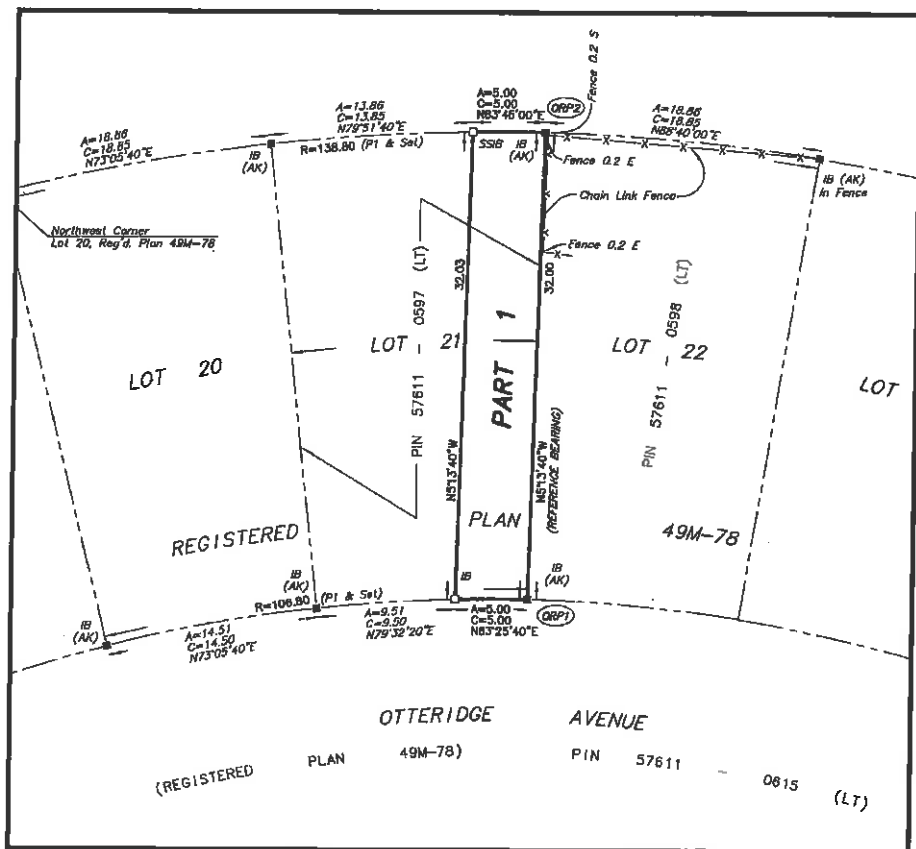 Fence 0.2 S
A=5.00
C=5.00
N83°46'00"E
ORP2
A=13.86
C=13.85
N79°51'40"E
A=18.86
C=18.85
N88°40'00"E
A=18.86
C=18.85
N73°05'40"E
R=138.80 (P1 & Set)
IB
(AK)
SSIB
IB
(AK)
Fence 0.2 E
IB (AK)
In Fence
Chain Link Fence
Northwest Corner
Lot 20, Reg'd. Plan 49M-78
Fence 0.2 E
32.03
32.00
PIN 57611 - 0597 (LT)
PIN 57611 - 0598 (LT)
LOT 20
LOT 21
PART 1
LOT 22
LOT
N5°13'40"W
N5°13'40"W
(REFERENCE BEARING)
REGISTERED
PLAN
49M-78
IB
(AK)
IB
(AK)
IB
IB
(AK)
R=106.80
(P1 & Set)
A=14.51
C=14.50
N73°05'40"E
A=9.51
C=9.50
N79°32'20"E
A=5.00
C=5.00
N83°25'40"E
ORP1
OTTERIDGE AVENUE
(REGISTERED PLAN 49M-78) PIN 57611 - 0615 (LT)